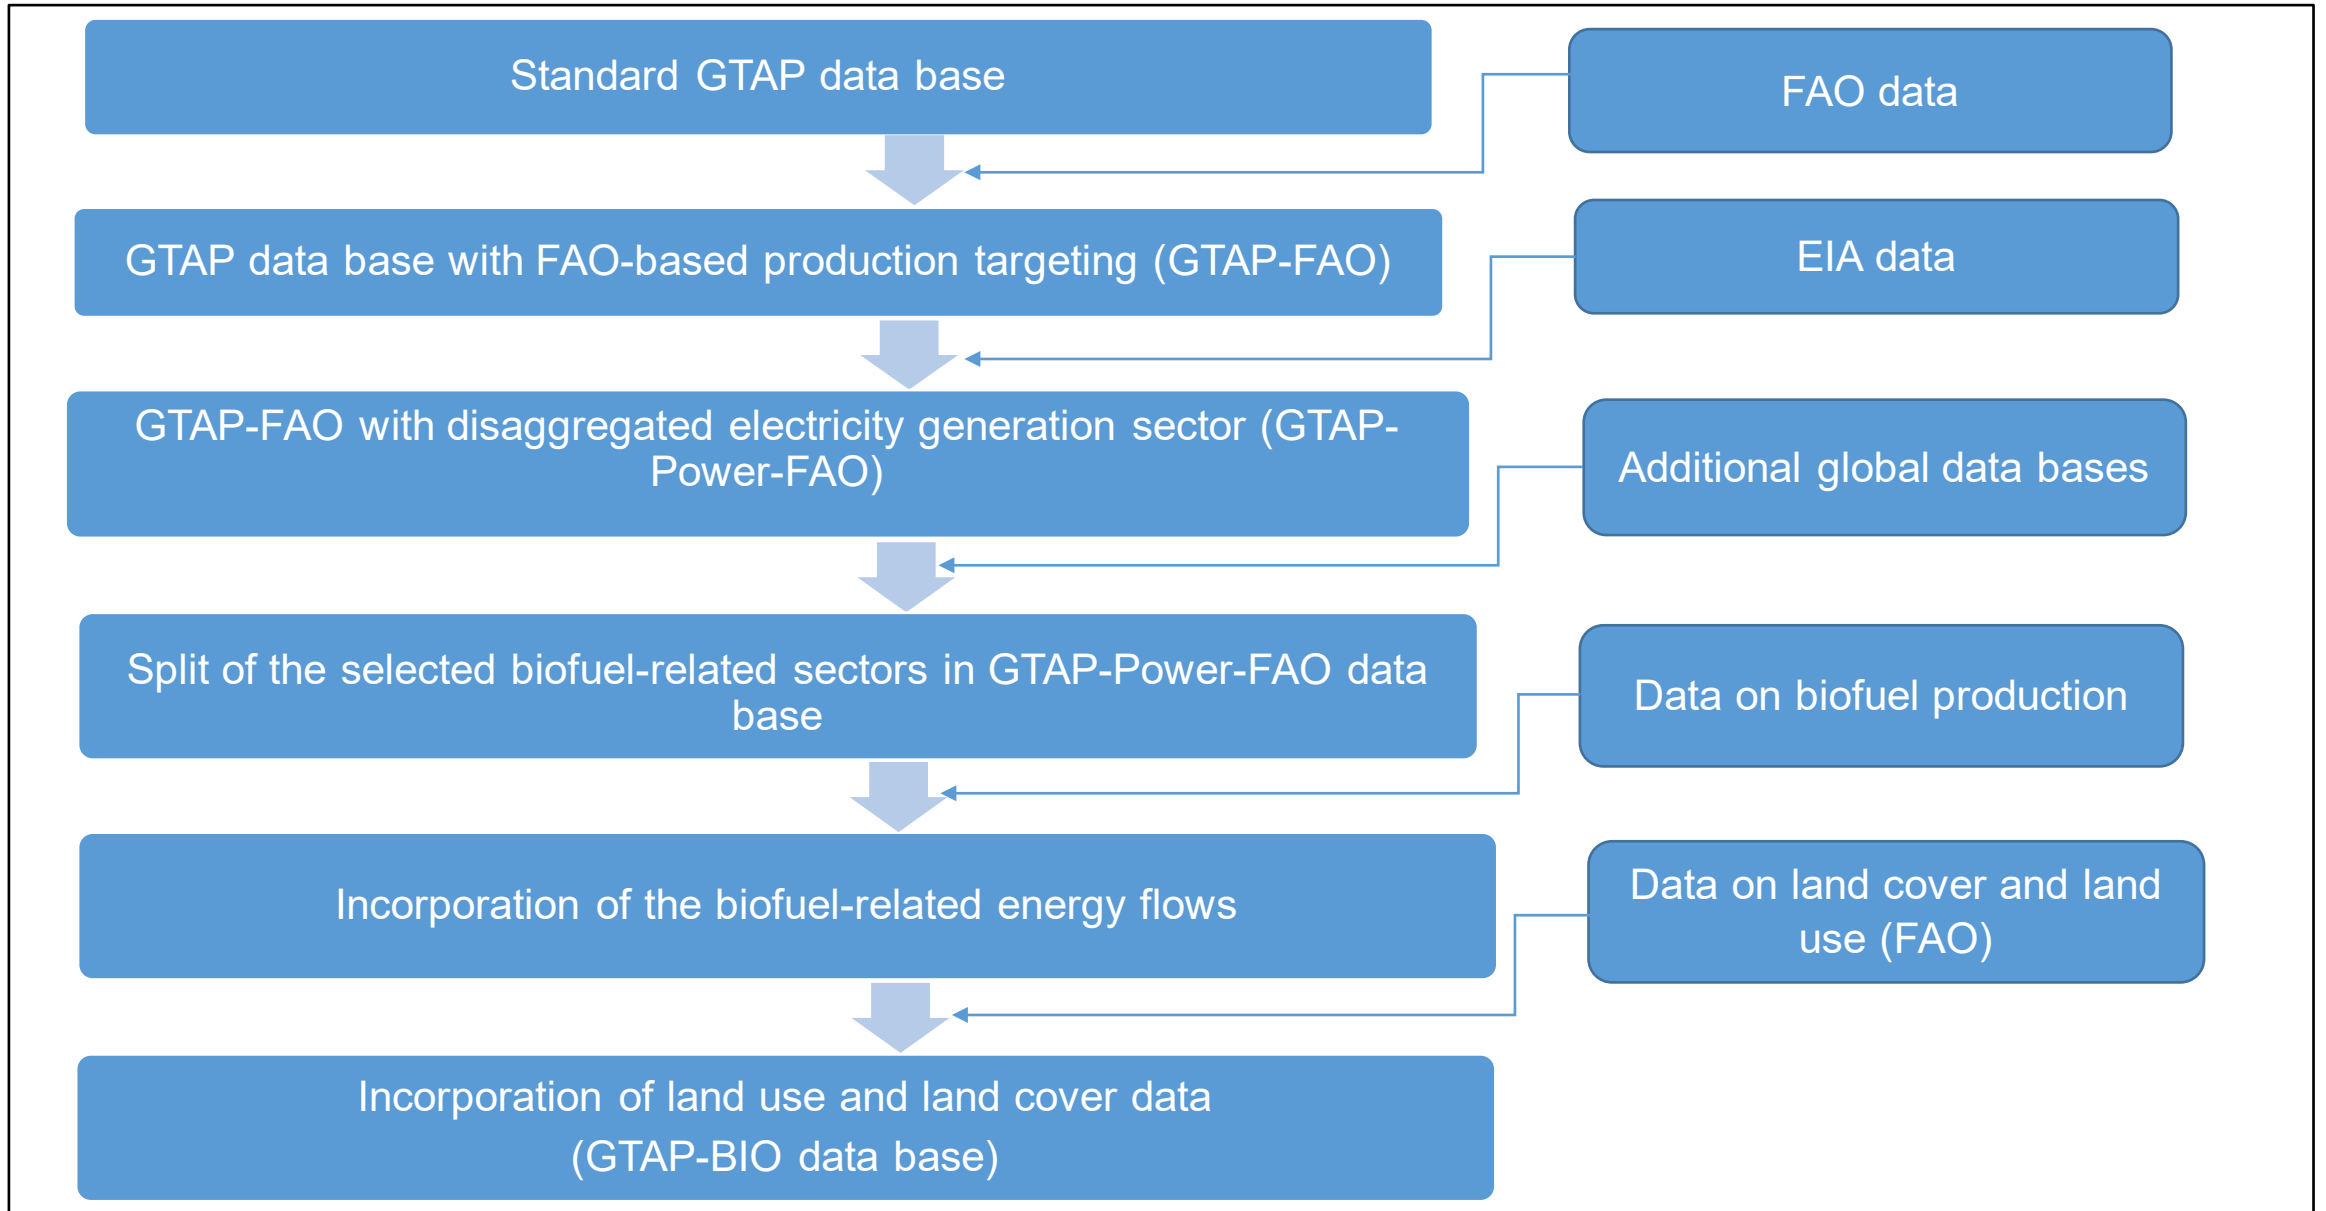 Standard GTAP data base
FAO data
GTAP data base with FAO-based production targeting (GTAP-FAO)
EIA data
GTAP-FAO with disaggregated electricity generation sector (GTAP-
Power-FAO)
Additional global data bases
Split of the selected biofuel-related sectors in GTAP-Power-FAO data
base
Data on biofuel production
Incorporation of the biofuel-related energy flows
Data on land cover and land
use (FAO)
Incorporation of land use and land cover data
(GTAP-BIO data base)